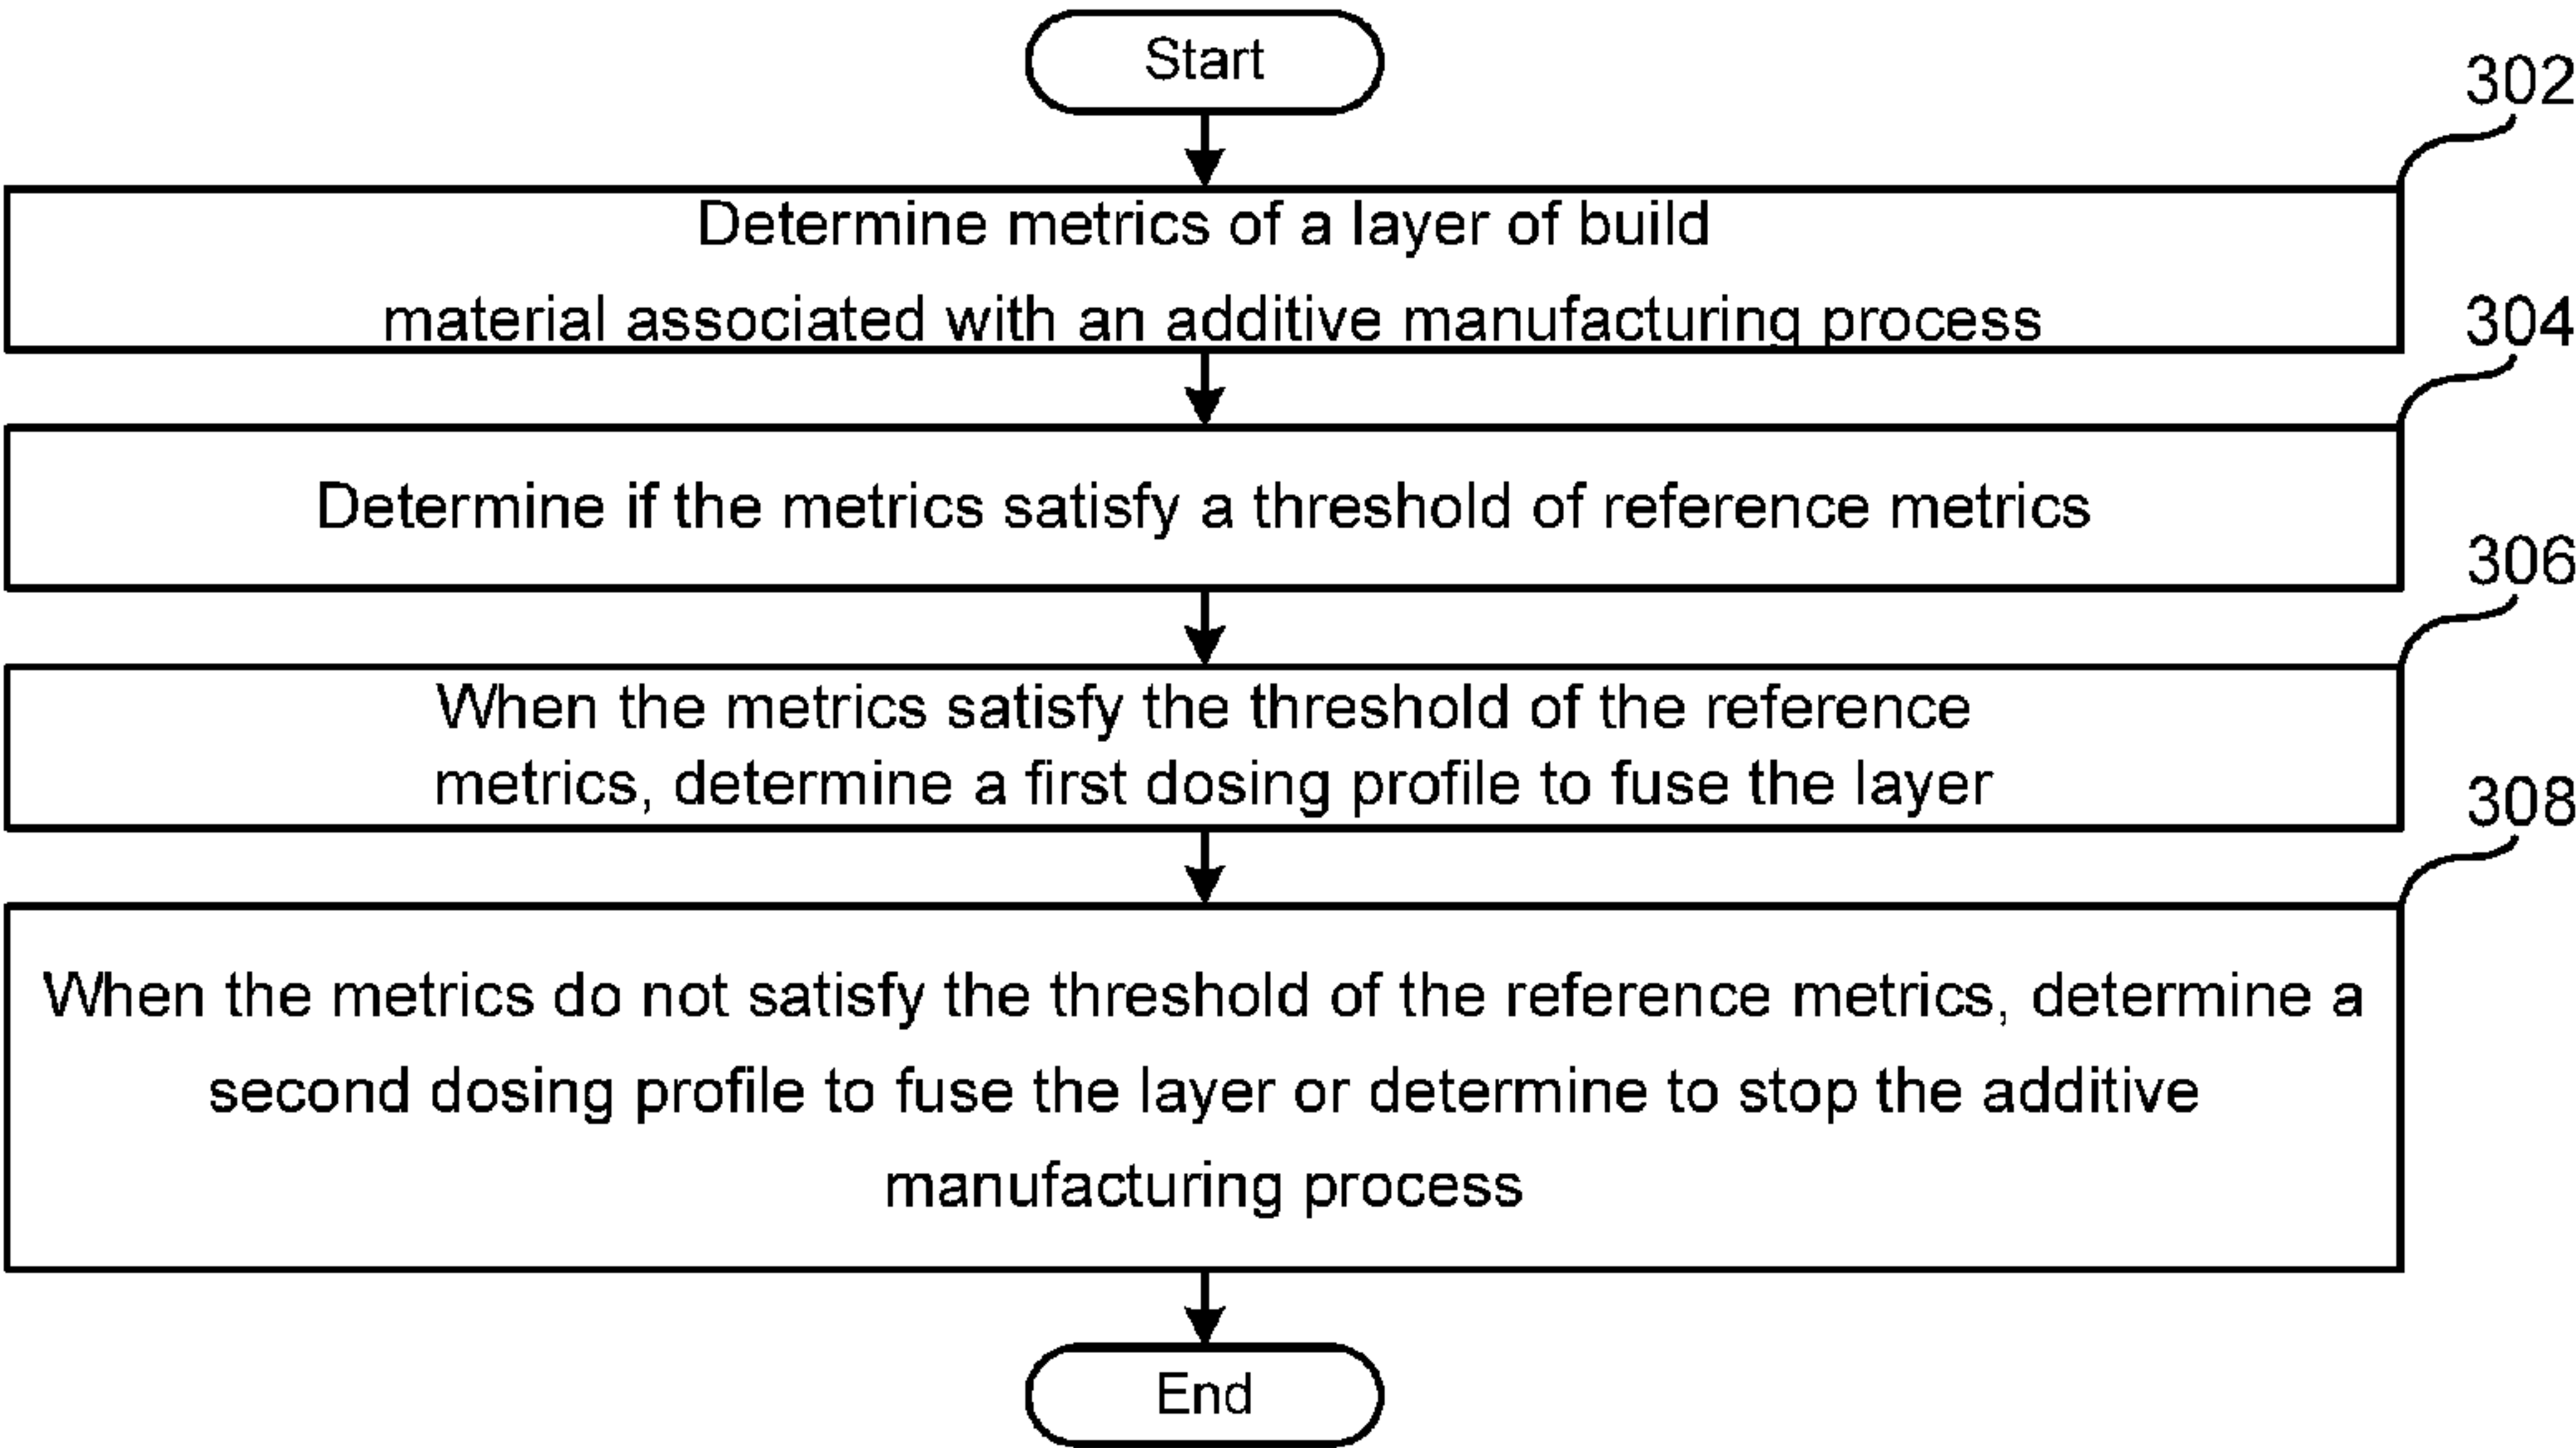 Start
302
Determine metrics of a layer of build
material associated with an additive manufacturing process
304
Determine if the metrics satisfy a threshold of reference metrics
306
When the metrics satisfy the threshold of the reference
metrics, determine a first dosing profile to fuse the layer
308
When the metrics do not satisfy the threshold of the reference metrics, determine a
second dosing profile to fuse the layer or determine to stop the additive
manufacturing process
End